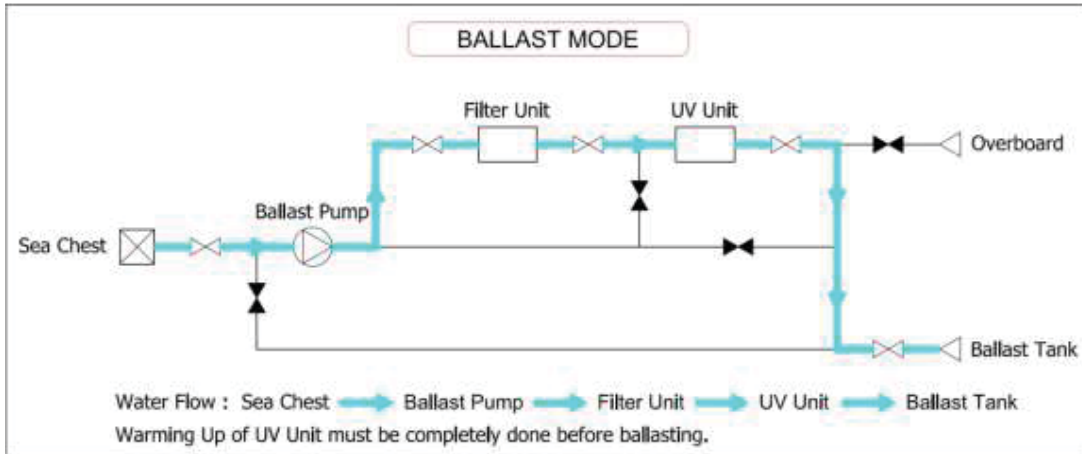 BALLAST MODE
Filter Unit
UV Unit
Overboard
Ballast Pump
Sea Chest
Ballast Tank
Water Flow : Sea Chest Ballast Pump Filter Unit UV Unit Ballast Tank
Warming Up of UV Unit must be completely done before ballasting.